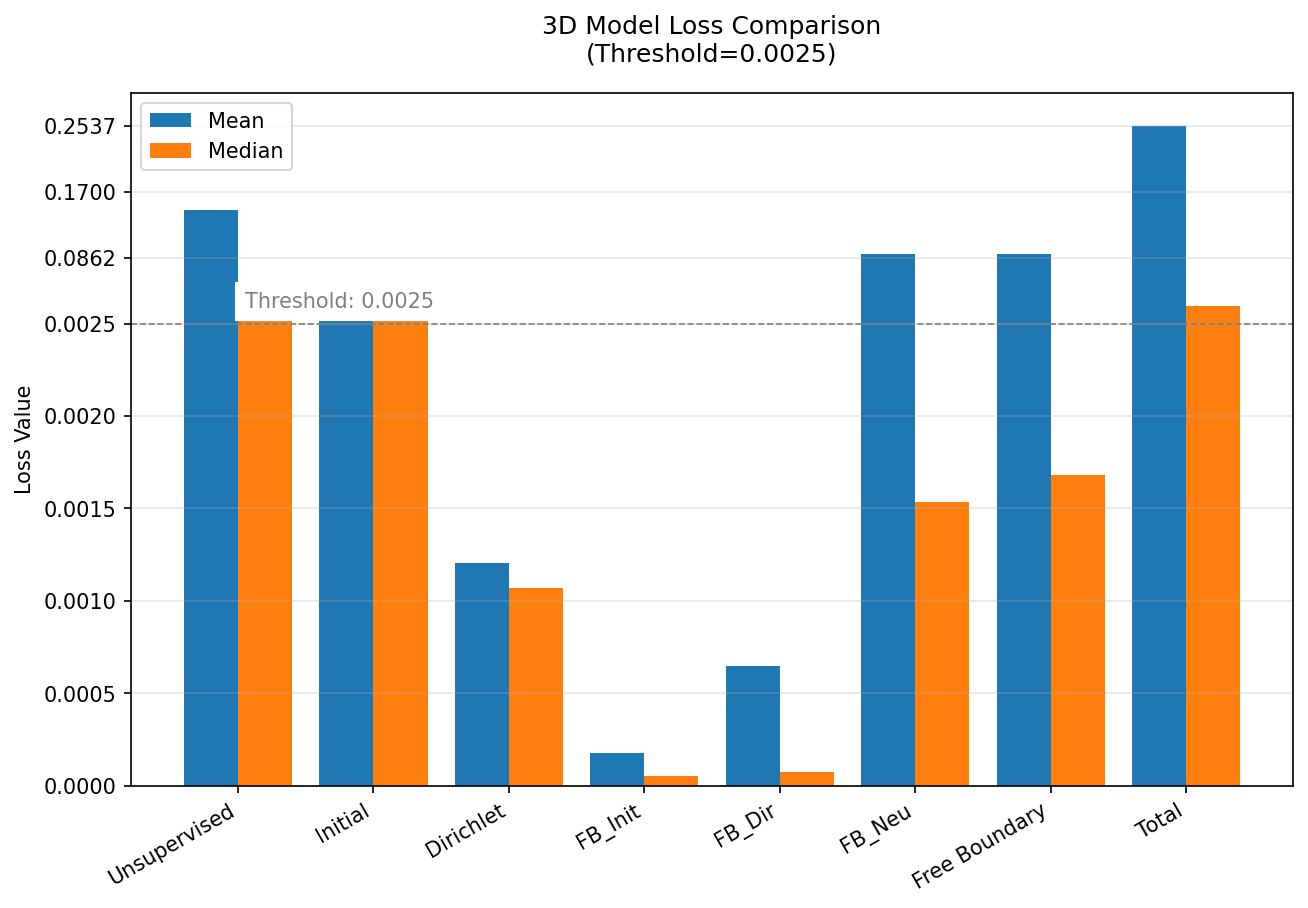 3D Model Loss Comparison
(Threshold=0.0025)
Mean
Median
Threshold: 0.0025
Loss Value
0.2537
0.1700
0.0862
0.0025
0.0020
0.0015
0.0010
0.0005
0.0000
Unsupervised
Initial
Dirichlet
FB_Init
FB_Dir
FB_Neu
Free Boundary
Total